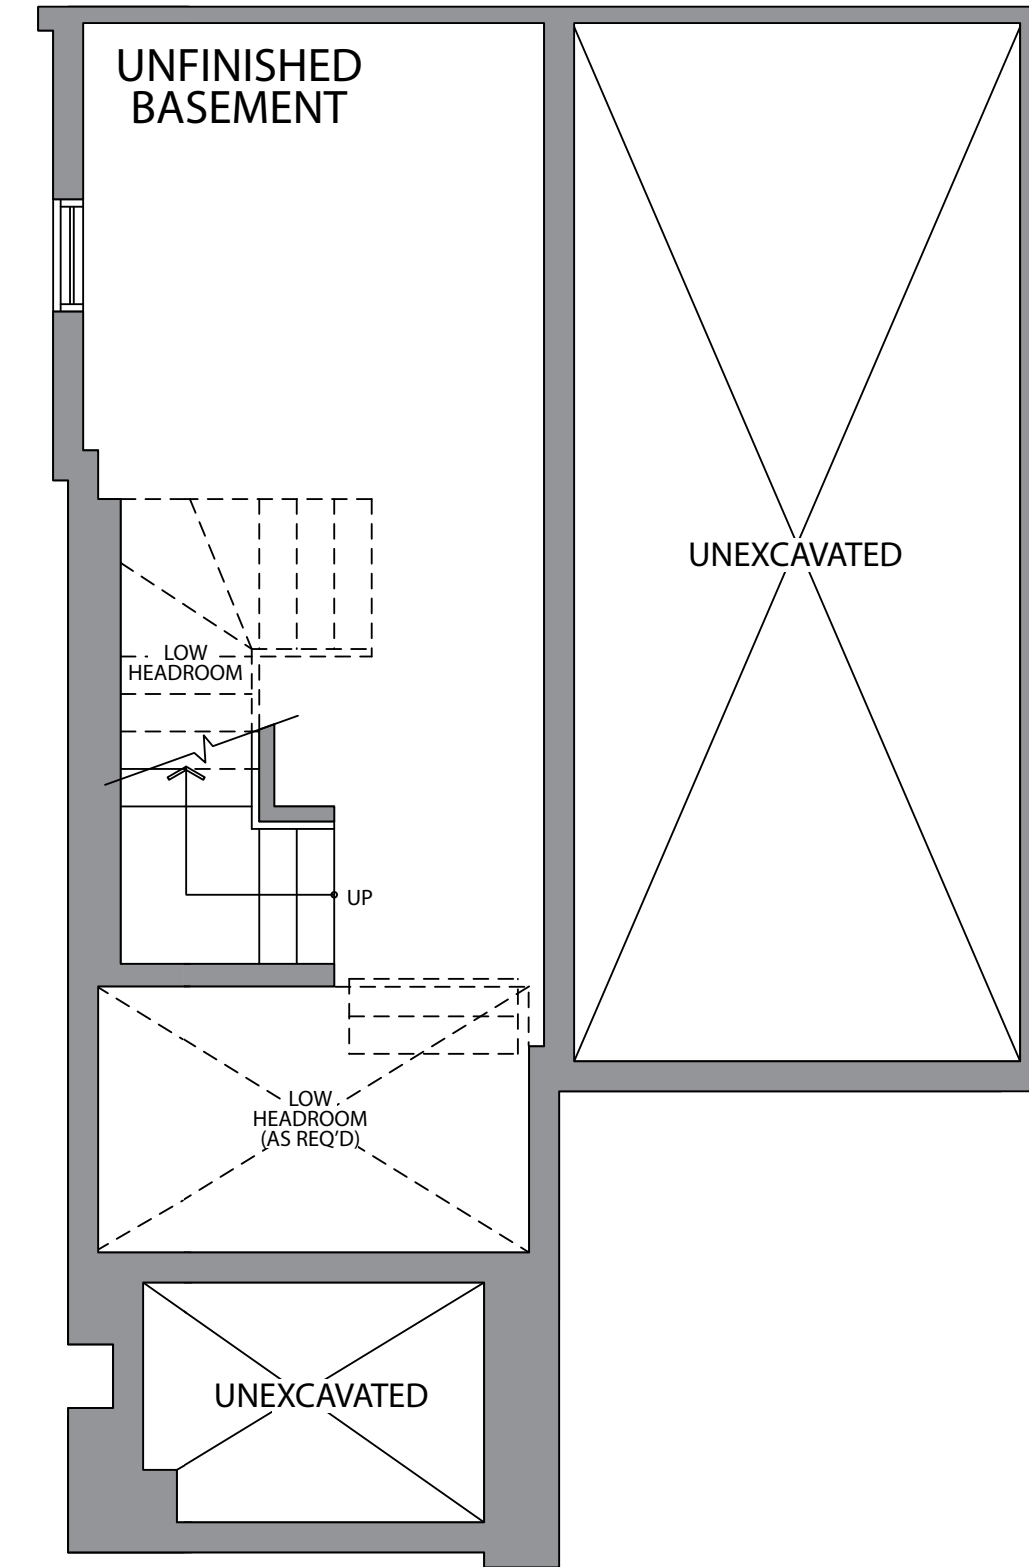 UNFINISHED
BASEMENT
UNEXCAVATED
LOW
HEADROOM
UP
LOW
HEADROOM
(AS REQ'D)
UNEXCAVATED